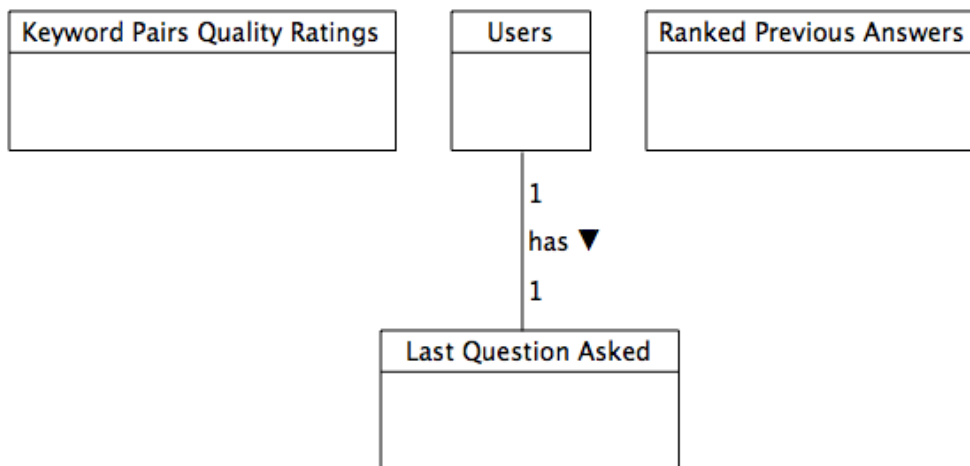 Keyword Pairs Quality Ratings
Users
Ranked Previous Answers
1
has ▼
1
Last Question Asked